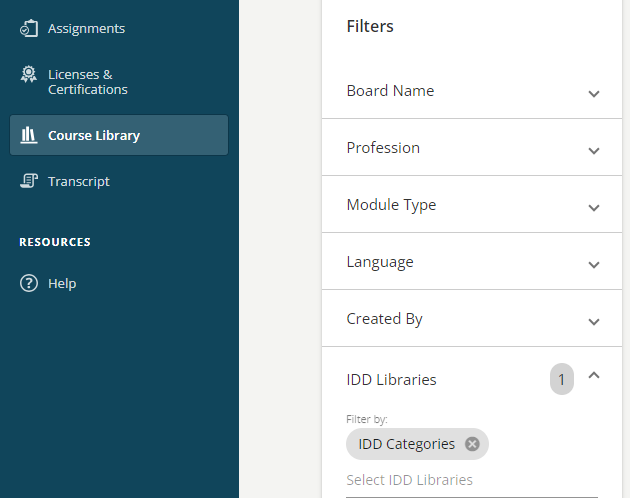 Assignments
Licenses &
Certifications
Course Library
Transcript
RESOURCES
Help
Filters
Board Name
Profession
Module Type
Language
Created By
IDD Libraries 1
Filter by:
IDD Categories
Select IDD Libraries